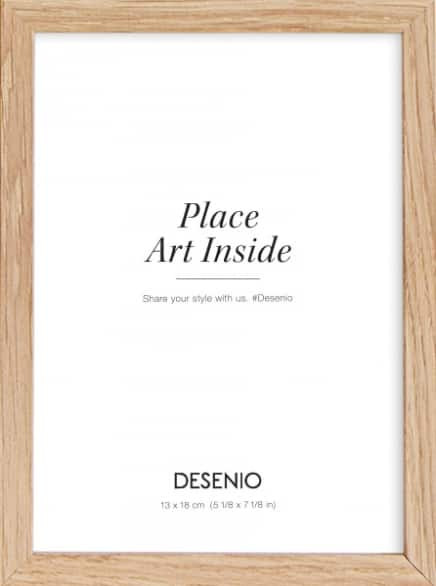 Place
Art Inside
Share your style with us. #Desenio
DESENIO
13 x 18 cm (5 1/8 x 7 1/8 in)